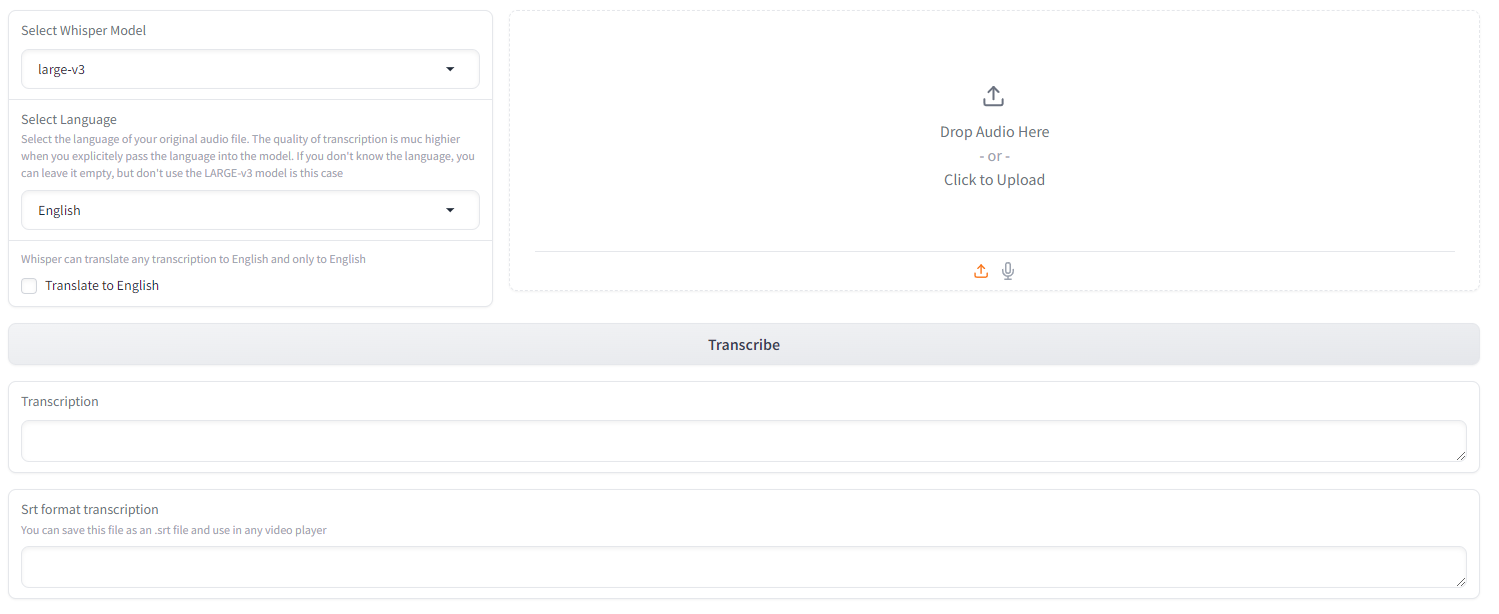 Select Whisper Model
large-v3
Select Language
Select the language of your original audio file. The quality of transcription is muc highier
when you explicitely pass the language into the model. If you don't know the language, you
can leave it empty, but don't use the LARGE-v3 model is this case
English
Whisper can translate any transcription to English and only to English
Translate to English
Drop Audio Here
- or -
Click to Upload
Transcribe
Transcription
Srt format transcription
You can save this file as an .srt file and use in any video player